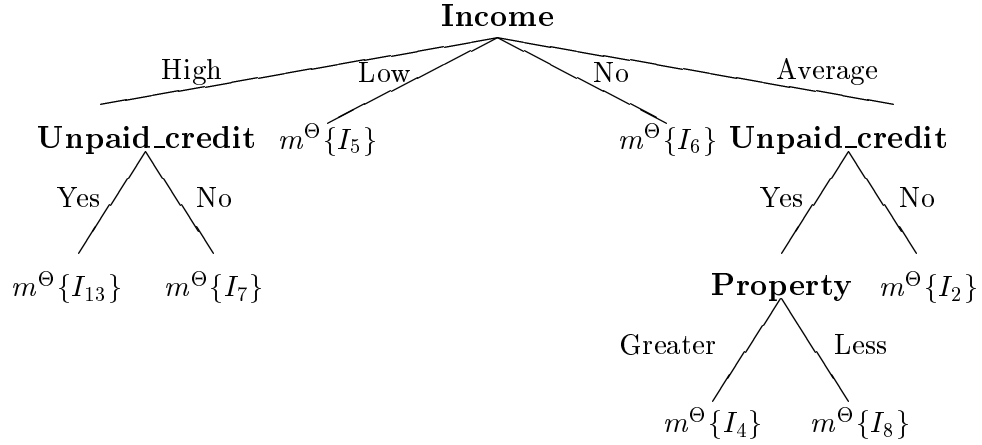 Income
High Low No Average
Unpaid_credit m^Θ{I_5} m^Θ{I_6} Unpaid_credit
Yes No Yes No
m^Θ{I_13} m^Θ{I_7} Property m^Θ{I_2}
Greater Less
m^Θ{I_4} m^Θ{I_8}